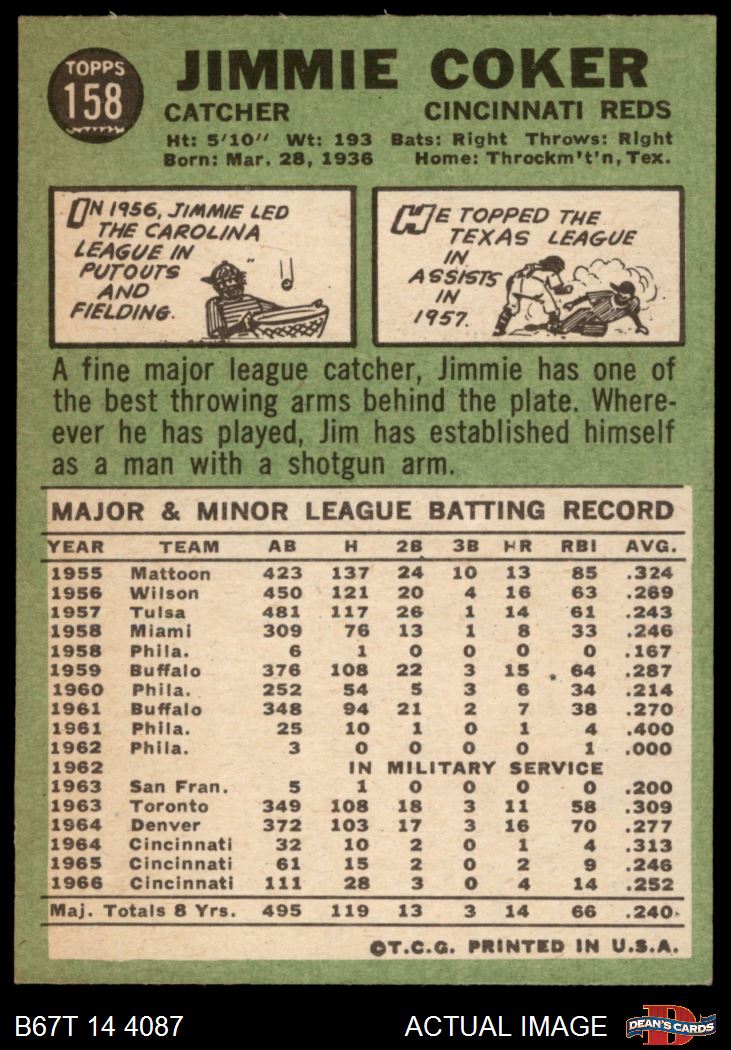 TOPPS
158
JIMMIE COKER
CATCHER CINCINNATI REDS
Ht: 5'10" Wt: 193 Bats: Right Throws: Right
Born: Mar. 28, 1936 Home: Throckm't'n, Tex.
IN 1956, JIMMIE LED
THE CAROLINA
LEAGUE IN
PUTOUTS
AND
FIELDING.
HE TOPPED THE
TEXAS LEAGUE
IN
ASSISTS
IN
1957.
A fine major league catcher, Jimmie has one of
the best throwing arms behind the plate. Where-
ever he has played, Jim has established himself
as a man with a shotgun arm.
MAJOR & MINOR LEAGUE BATTING RECORD
YEAR TEAM AB H 2B 3B HR RBI AVG.
1955 Mattoon 423 137 24 10 13 85 .324
1956 Wilson 450 121 20 4 16 63 .269
1957 Tulsa 481 117 26 1 14 61 .243
1958 Miami 309 76 13 1 8 33 .246
1958 Phila. 6 1 0 0 0 0 .167
1959 Buffalo 376 108 22 3 15 64 .287
1960 Phila. 252 54 5 3 6 34 .214
1961 Buffalo 348 94 21 2 7 38 .270
1961 Phila. 25 10 1 0 1 4 .400
1962 Phila. 3 0 0 0 0 1 .000
1962 IN MILITARY SERVICE
1963 San Fran. 5 1 0 0 0 0 .200
1963 Toronto 349 108 18 3 11 58 .309
1964 Denver 372 103 17 3 16 70 .277
1964 Cincinnati 32 10 2 0 1 4 .313
1965 Cincinnati 61 15 2 0 2 9 .246
1966 Cincinnati 111 28 3 0 4 14 .252
Maj. Totals 8 Yrs. 495 119 13 3 14 66 .240
©T.C.G. PRINTED IN U.S.A.
B67T 14 4087 ACTUAL IMAGE
D
DEAN'S CARDS